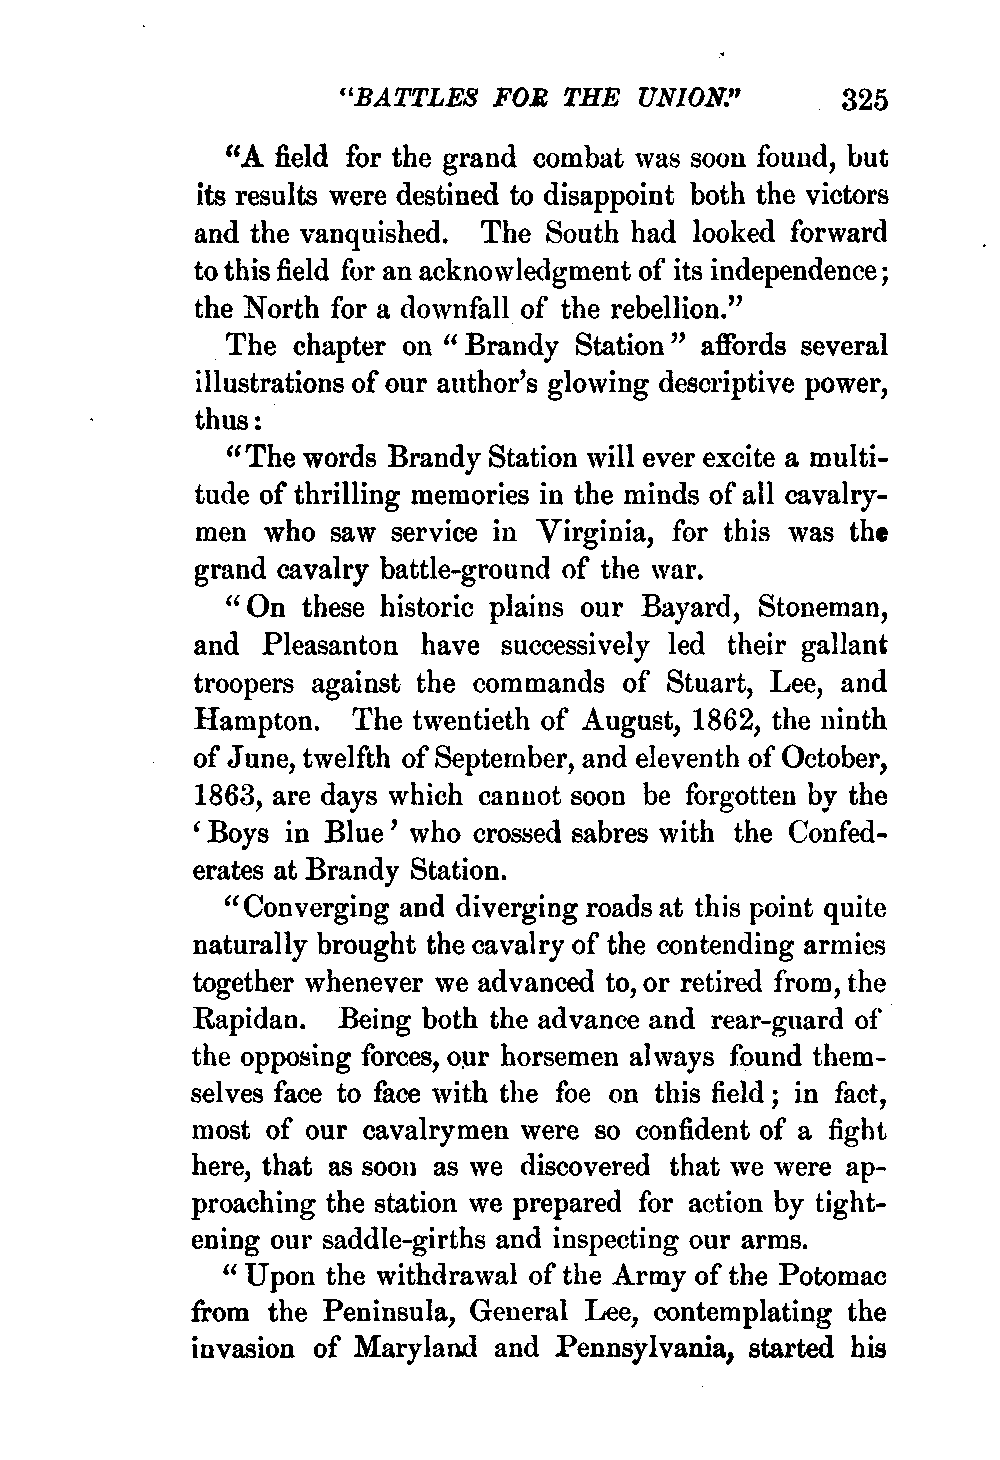 "BATTLES FOR THE UNION." 325
"A field for the grand combat was soon found, but
its results were destined to disappoint both the victors
and the vanquished. The South had looked forward
to this field for an acknowledgment of its independence;
the North for a downfall of the rebellion."
The chapter on "Brandy Station" affords several
illustrations of our author's glowing descriptive power,
thus:
"The words Brandy Station will ever excite a multi-
tude of thrilling memories in the minds of all cavalry-
men who saw service in Virginia, for this was the
grand cavalry battle-ground of the war.
"On these historic plains our Bayard, Stoneman,
and Pleasanton have successively led their gallant
troopers against the commands of Stuart, Lee, and
Hampton. The twentieth of August, 1862, the ninth
of June, twelfth of September, and eleventh of October,
1863, are days which cannot soon be forgotten by the
'Boys in Blue' who crossed sabres with the Confed-
erates at Brandy Station.
"Converging and diverging roads at this point quite
naturally brought the cavalry of the contending armies
together whenever we advanced to, or retired from, the
Rapidan. Being both the advance and rear-guard of
the opposing forces, our horsemen always found them-
selves face to face with the foe on this field; in fact,
most of our cavalrymen were so confident of a fight
here, that as soon as we discovered that we were ap-
proaching the station we prepared for action by tight-
ening our saddle-girths and inspecting our arms.
"Upon the withdrawal of the Army of the Potomac
from the Peninsula, General Lee, contemplating the
invasion of Maryland and Pennsylvania, started his